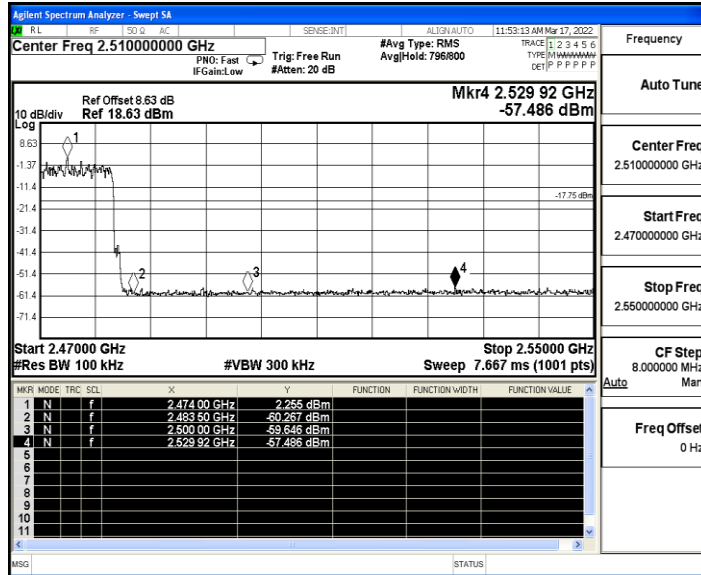 Agilent Spectrum Analyzer - Swept SA
RL RF 50 Ω AC SENSE:INT ALIGN AUTO 11:53:13 AM Mar 17, 2022
Center Freq 2.510000000 GHz #Avg Type: RMS TRACE 1 2 3 4 5 6
PNO: Fast Trig: Free Run Avg|Hold: 796/800 TYPE M W W W W W
IFGain:Low #Atten: 20 dB DET P P P P P P
Mkr4 2.529 92 GHz
Ref Offset 8.63 dB
10 dB/div Ref 18.63 dBm -57.486 dBm
Log
8.63
1
-1.37
-11.4
-17.75 dBm
-21.4
-31.4
-41.4
-51.4
2 3 4
-61.4
-71.4
Start 2.47000 GHz Stop 2.55000 GHz
#Res BW 100 kHz #VBW 300 kHz Sweep 7.667 ms (1001 pts)
MKR MODE TRC SCL X Y FUNCTION FUNCTION WIDTH FUNCTION VALUE
1 N f 2.474 00 GHz 2.255 dBm
2 N f 2.483 50 GHz -60.267 dBm
3 N f 2.500 00 GHz -59.646 dBm
4 N f 2.529 92 GHz -57.486 dBm
5
6
7
8
9
10
11
MSG STATUS
Frequency
Auto Tune
Center Freq
2.510000000 GHz
Start Freq
2.470000000 GHz
Stop Freq
2.550000000 GHz
CF Step
8.000000 MHz
Auto Man
Freq Offset
0 Hz